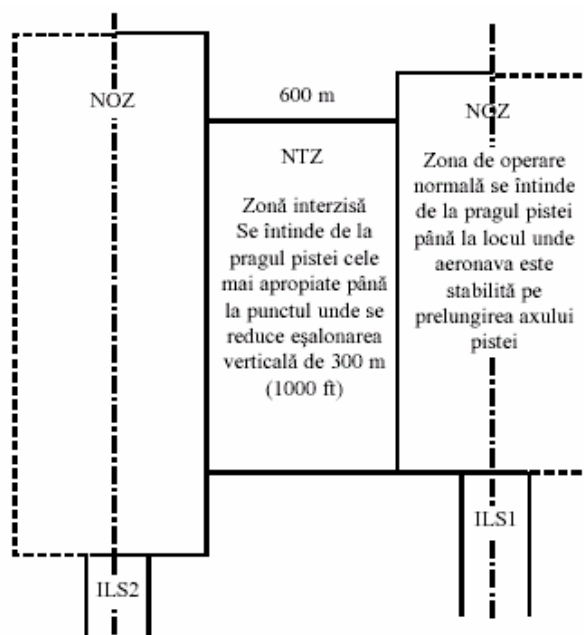 NOZ
600 m
NTZ
Zonă interzisă
Se întinde de la
pragul pistei cele
mai apropiate până
la punctul unde se
reduce eşalonarea
verticală de 300 m
(1000 ft)
NOZ
Zona de operare
normală se întinde
de la pragul pistei
până la locul unde
aeronava este
stabilită pe
prelungirea axului
pistei
ILS1
ILS2